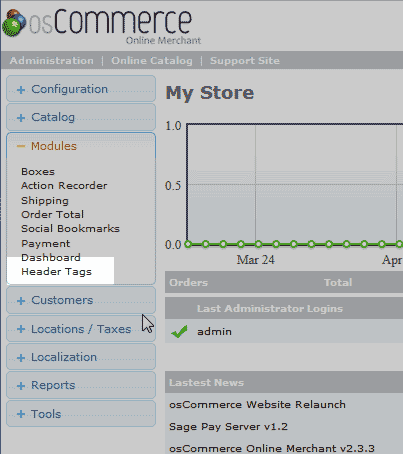 osCommerce
Online Merchant
Administration | Online Catalog | Support Site
+ Configuration
+ Catalog
− Modules
Boxes
Action Recorder
Shipping
Order Total
Social Bookmarks
Payment
Dashboard
Header Tags
+ Customers
+ Locations / Taxes
+ Localization
+ Reports
+ Tools
My Store
1.0
0.5
0.0
Mar 24
Apr
Orders Total
Last Administrator Logins
admin
Lastest News
osCommerce Website Relaunch
Sage Pay Server v1.2
osCommerce Online Merchant v2.3.3